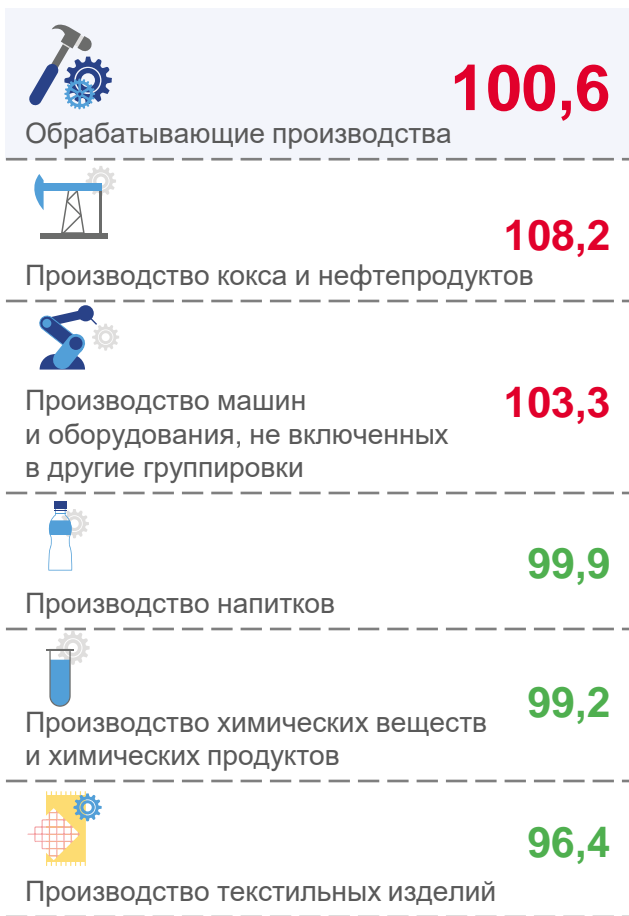 100,6
Обрабатывающие производства
108,2
Производство кокса и нефтепродуктов
103,3
Производство машин
и оборудования, не включенных
в другие группировки
99,9
Производство напитков
99,2
Производство химических веществ
и химических продуктов
96,4
Производство текстильных изделий